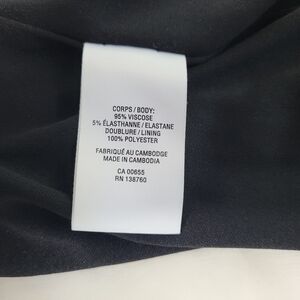 CORPS / BODY:
95% VISCOSE
5% ÉLASTHANNE / ELASTANE
DOUBLURE / LINING
100% POLYESTER
FABRIQUÉ AU CAMBODGE
MADE IN CAMBODIA
CA 00655
RN 138760